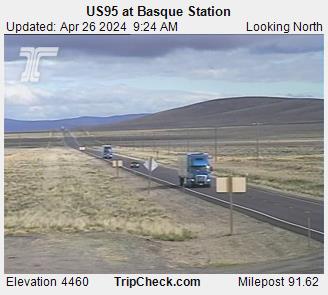 US95 at Basque Station
Updated: Apr 26 2024 9:24 AM Looking North
Elevation 4460 TripCheck.com Milepost 91.62